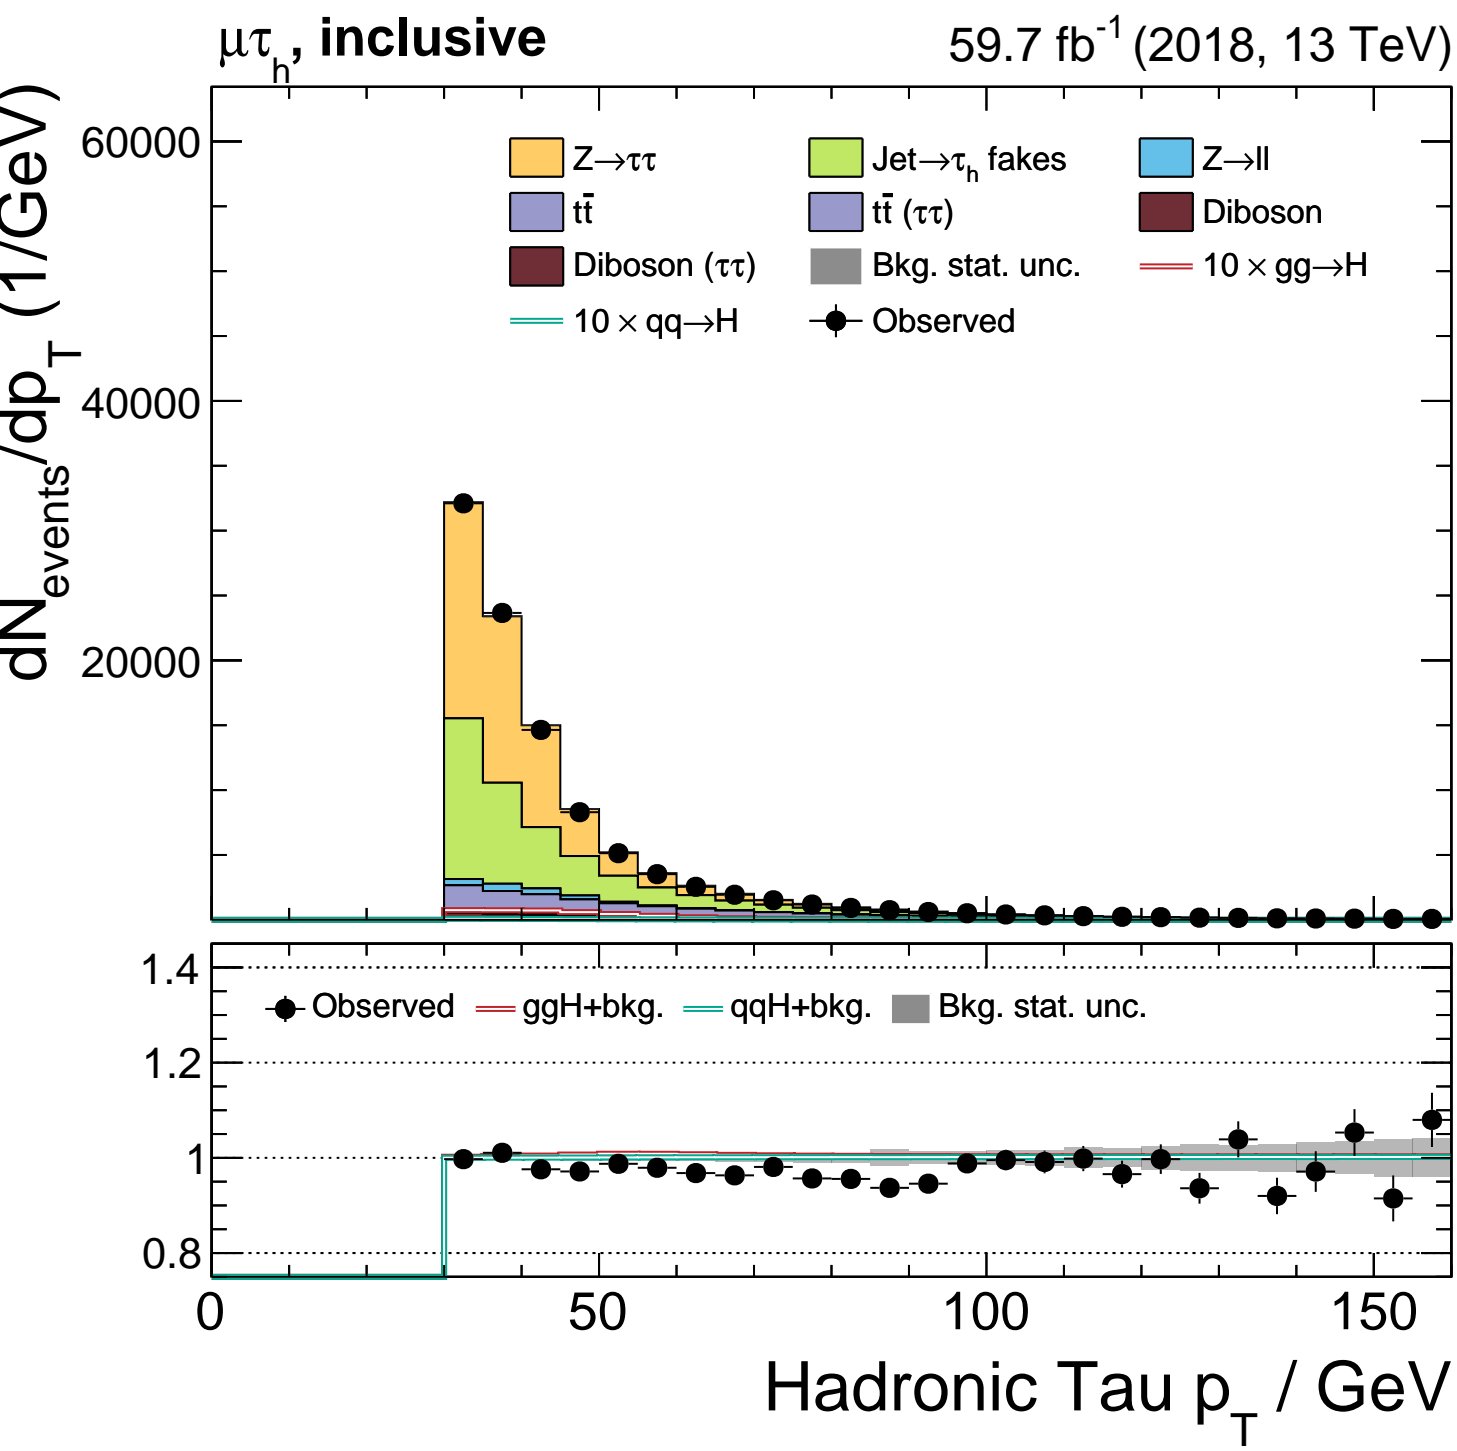 μτh, inclusive 59.7 fb-1 (2018, 13 TeV)
dNevents/dpT (1/GeV)
60000
40000
20000
Z→ττ Jet→τh fakes Z→ll
tt̄ tt̄ (ττ) Diboson
Diboson (ττ) Bkg. stat. unc. 10 × gg→H
10 × qq→H Observed
1.4
1.2
1
0.8
Observed ggH+bkg. qqH+bkg. Bkg. stat. unc.
0 50 100 150
Hadronic Tau pT / GeV